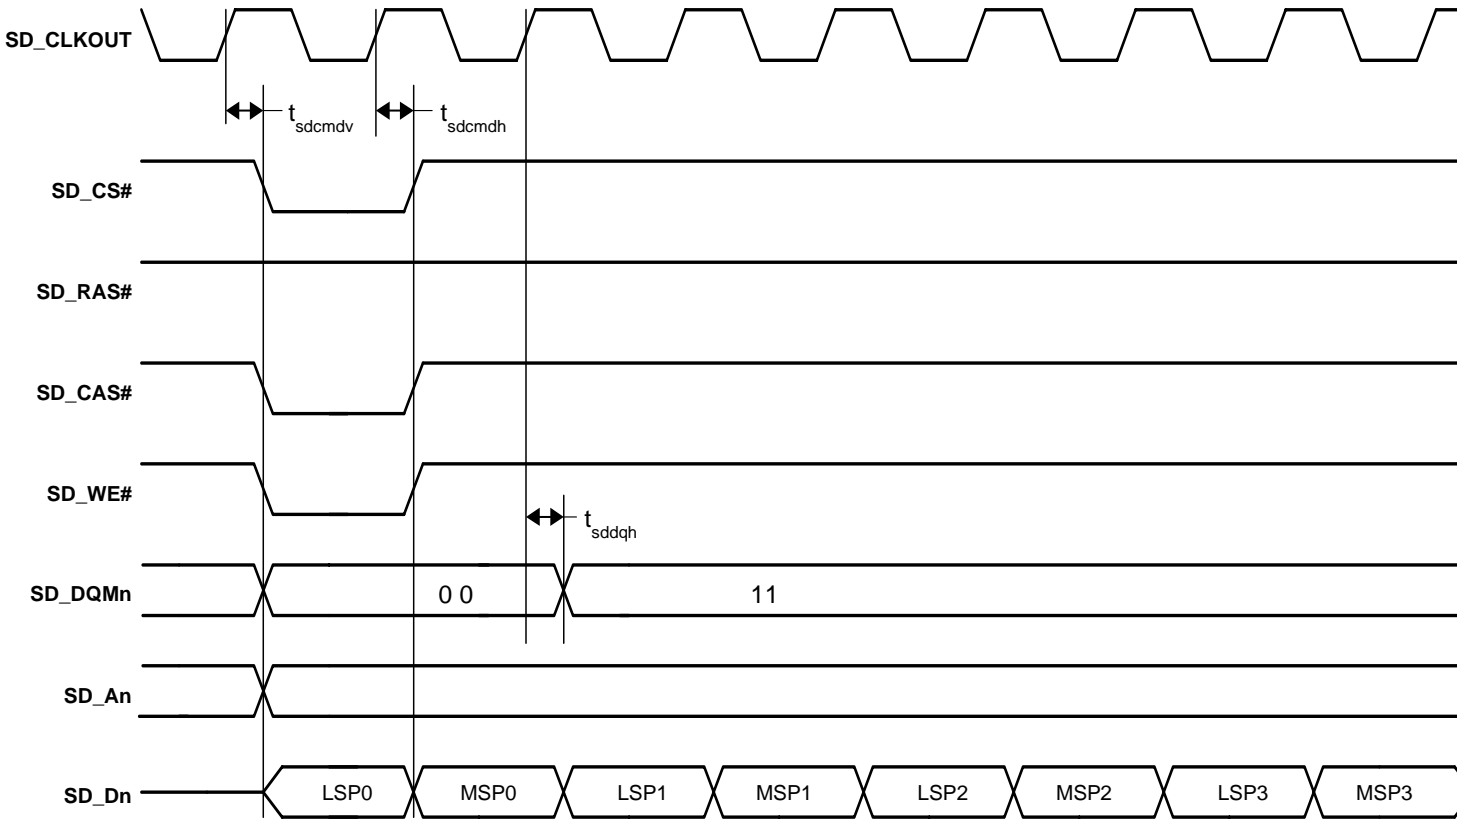 SD_CLKOUT
t sdcmdv
t sdcmdh
SD_CS#
SD_RAS#
SD_CAS#
SD_WE#
t sddqh
SD_DQMn 0 0 11
SD_An
SD_Dn LSP0 MSP0 LSP1 MSP1 LSP2 MSP2 LSP3 MSP3